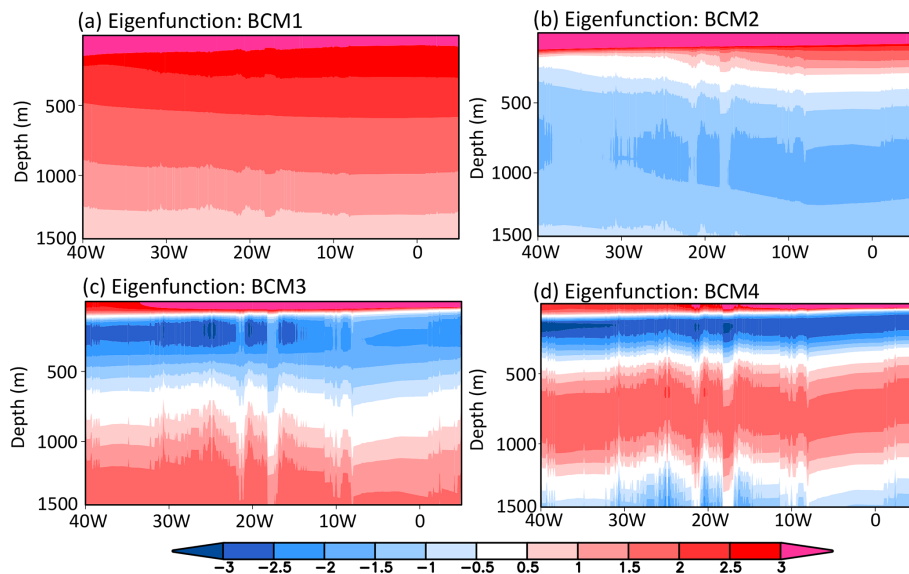 (a) Eigenfunction: BCM1
Depth (m)
500
1000
1500
40W 30W 20W 10W 0
(b) Eigenfunction: BCM2
Depth (m)
500
1000
1500
40W 30W 20W 10W 0
(c) Eigenfunction: BCM3
Depth (m)
500
1000
1500
40W 30W 20W 10W 0
(d) Eigenfunction: BCM4
Depth (m)
500
1000
1500
40W 30W 20W 10W 0
−3 −2.5 −2 −1.5 −1 −0.5 0.5 1 1.5 2 2.5 3